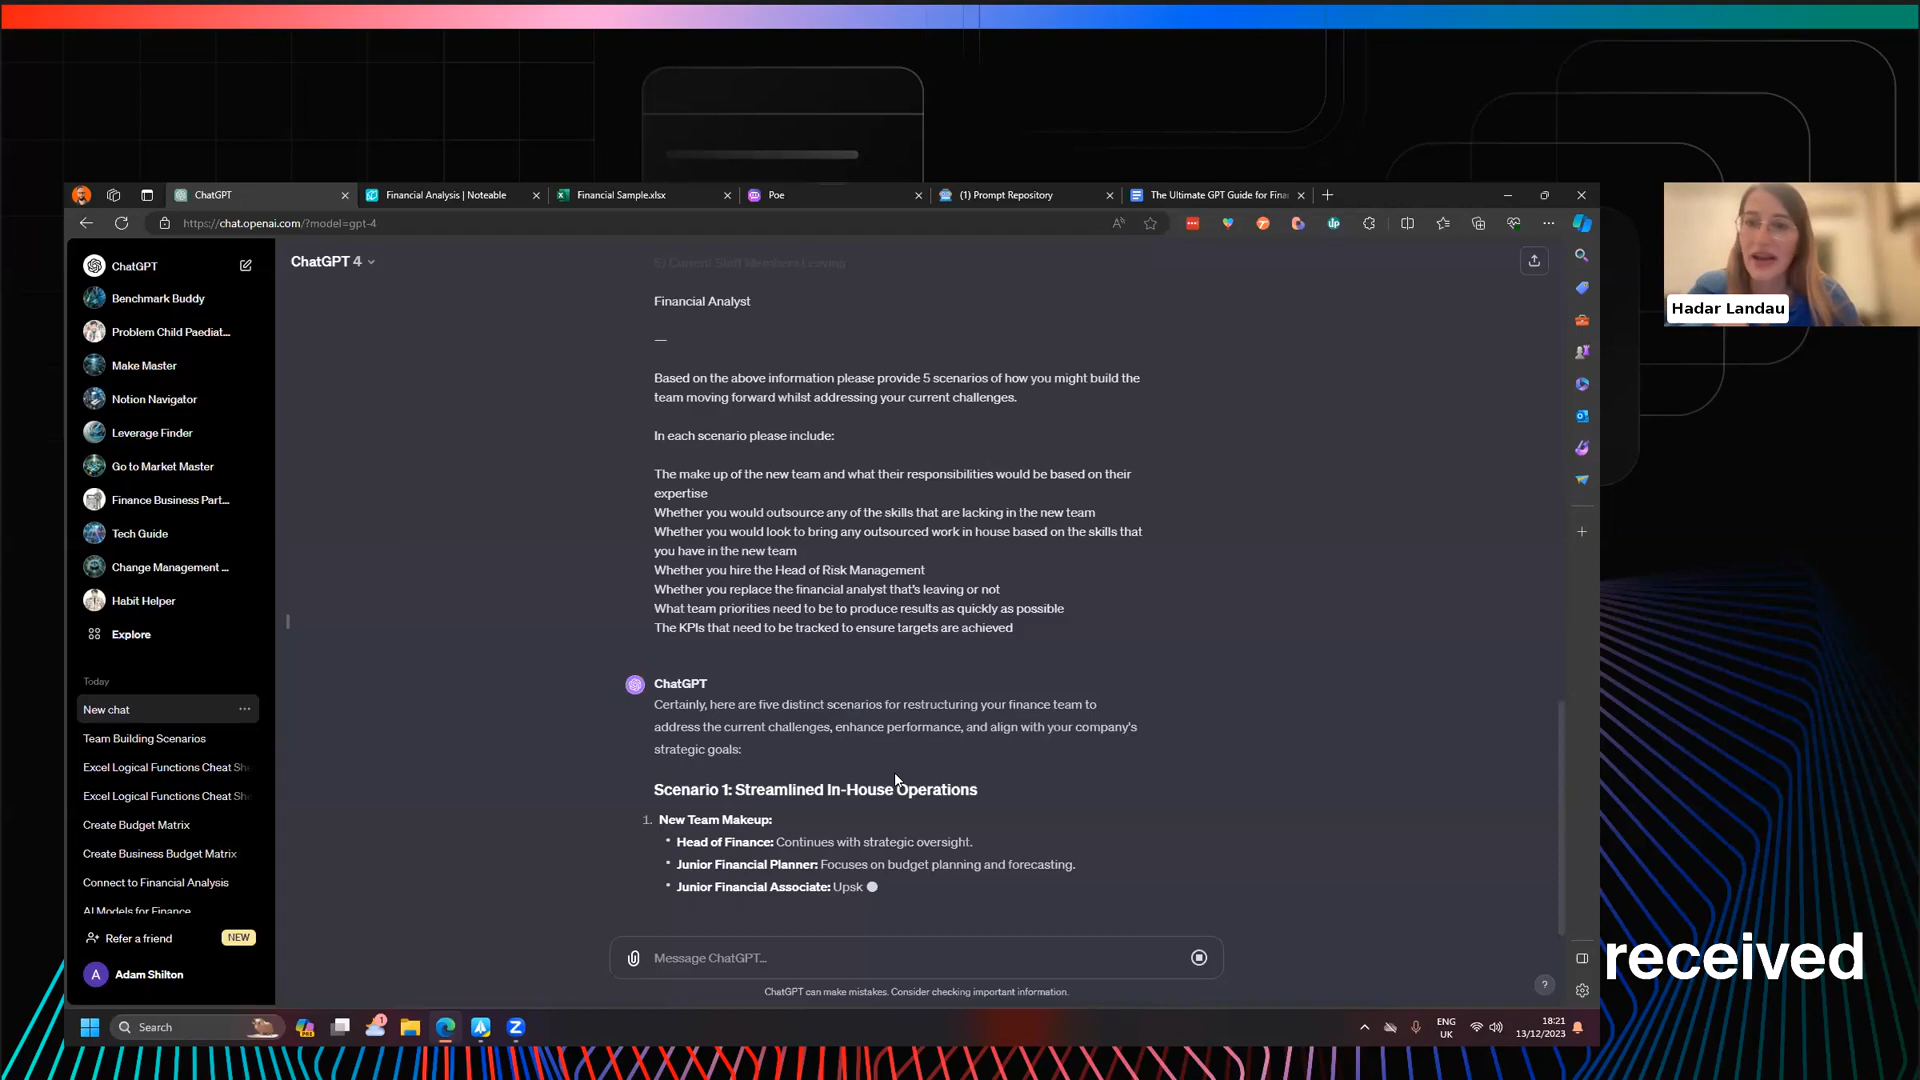 ChatGPT
Financial Analysis | Noteable
Financial Sample.xlsx
Poe
(1) Prompt Repository
The Ultimate GPT Guide for Fina
https://chat.openai.com/?model=gpt-4
ChatGPT
Benchmark Buddy
Problem Child Paediat...
Make Master
Notion Navigator
Leverage Finder
Go to Market Master
Finance Business Part...
Tech Guide
Change Management ...
Habit Helper
Explore
Today
New chat
Team Building Scenarios
Excel Logical Functions Cheat She
Excel Logical Functions Cheat She
Create Budget Matrix
Create Business Budget Matrix
Connect to Financial Analysis
AI Models for Finance
Refer a friend
NEW
A
Adam Shilton
ChatGPT 4
5) Current Staff Members Leaving
Financial Analyst
—
Based on the above information please provide 5 scenarios of how you might build the
team moving forward whilst addressing your current challenges.
In each scenario please include:
The make up of the new team and what their responsibilities would be based on their
expertise
Whether you would outsource any of the skills that are lacking in the new team
Whether you would look to bring any outsourced work in house based on the skills that
you have in the new team
Whether you hire the Head of Risk Management
Whether you replace the financial analyst that's leaving or not
What team priorities need to be to produce results as quickly as possible
The KPIs that need to be tracked to ensure targets are achieved
ChatGPT
Certainly, here are five distinct scenarios for restructuring your finance team to
address the current challenges, enhance performance, and align with your company's
strategic goals:
Scenario 1: Streamlined In-House Operations
1. New Team Makeup:
• Head of Finance: Continues with strategic oversight.
• Junior Financial Planner: Focuses on budget planning and forecasting.
• Junior Financial Associate: Upsk
Message ChatGPT...
ChatGPT can make mistakes. Consider checking important information.
?
Hadar Landau
received
Search
1
ENG
UK
18:21
13/12/2023